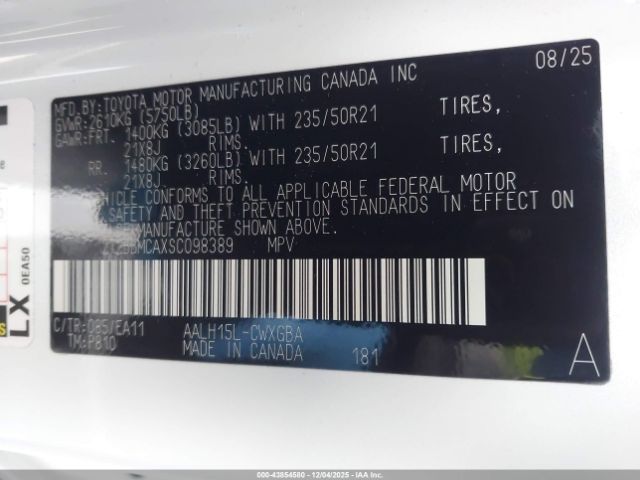 08/25
MFD.BY:TOYOTA MOTOR MANUFACTURING CANADA INC
GVWR:2610KG (5750LB)
GAWR:FRT. 1400KG (3085LB) WITH 235/50R21 TIRES,
21X8J RIMS.
RR. 1480KG (3260LB) WITH 235/50R21 TIRES,
21X8J RIMS.
VEHICLE CONFORMS TO ALL APPLICABLE FEDERAL MOTOR
SAFETY AND THEFT PREVENTION STANDARDS IN EFFECT ON
OF MANUFACTURE SHOWN ABOVE.
MPV
C/TR:085/EA11 AALH15L-CWXGBA
TM:P810 MADE IN CANADA 181 A
LX
0EA50
000-43854580 - 12/04/2025 - IAAI.CA